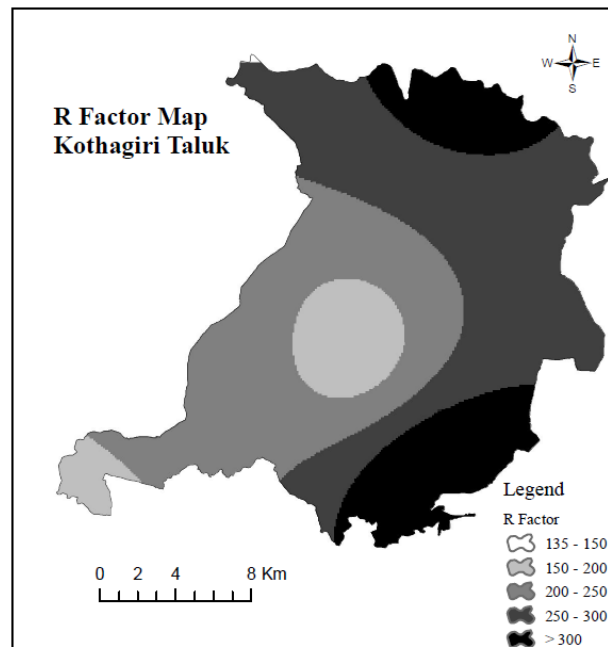 N
W E
S
R Factor Map
Kothagiri Taluk
Legend
R Factor
135 - 150
150 - 200
200 - 250
250 - 300
> 300
0 2 4 8 Km